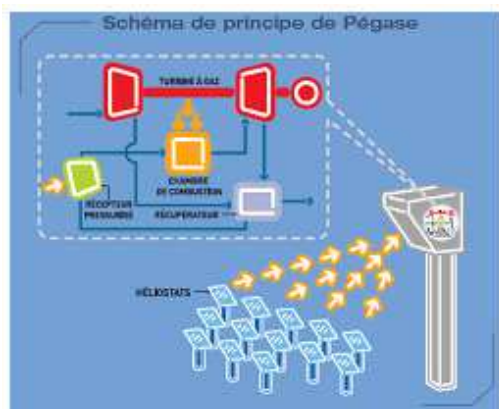 Schéma de principe de Pégase
TURBINE À GAZ
CHAMBRE
DE COMBUSTION
RÉCEPTEUR
PRESSURISÉ
RÉCUPÉRATEUR
HÉLIOSTATS